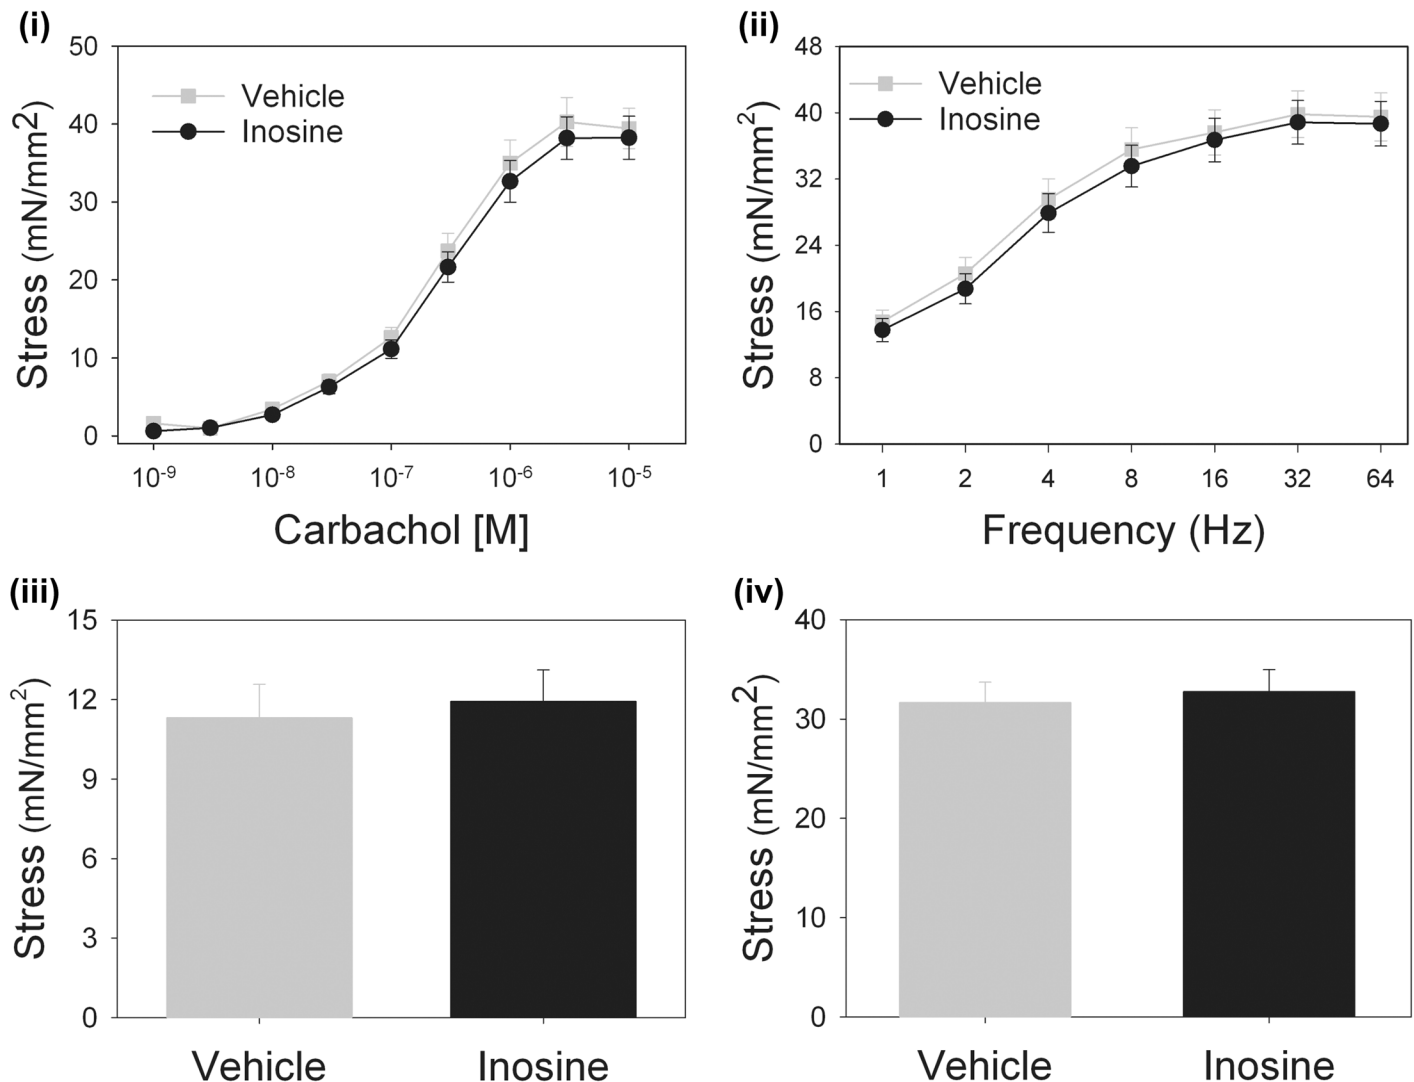 (i)
50
40
30
20
10
0
Stress (mN/mm²)
Vehicle
Inosine
10⁻⁹ 10⁻⁸ 10⁻⁷ 10⁻⁶ 10⁻⁵
Carbachol [M]
(ii)
48
40
32
24
16
8
0
Stress (mN/mm²)
Vehicle
Inosine
1 2 4 8 16 32 64
Frequency (Hz)
(iii)
15
12
9
6
3
0
Stress (mN/mm²)
Vehicle Inosine
(iv)
40
30
20
10
0
Stress (mN/mm²)
Vehicle Inosine